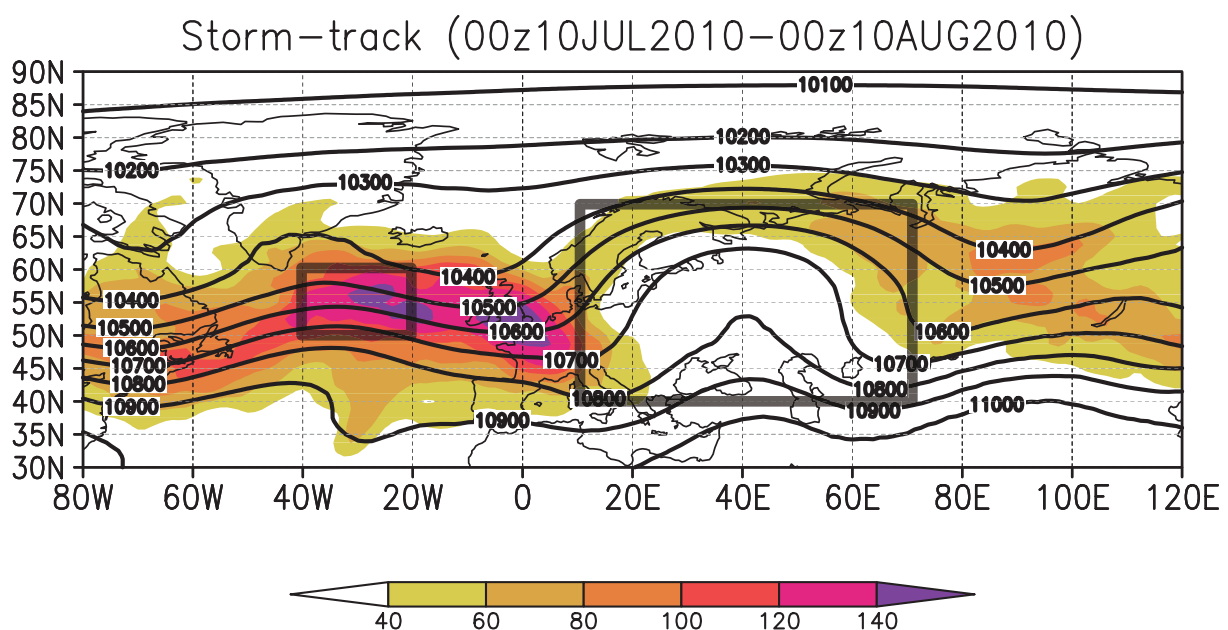 Storm-track (00z10JUL2010-00z10AUG2010)
90N
85N
80N
75N
70N
65N
60N
55N
50N
45N
40N
35N
30N
10100
10200
10200
10300
10300
10400
10400
10400
10500
10500
10500
10600
10600
10600
10700
10700
10700
10800
10800
10800
10900
10900
10900
11000
80W 60W 40W 20W 0 20E 40E 60E 80E 100E 120E
40 60 80 100 120 140